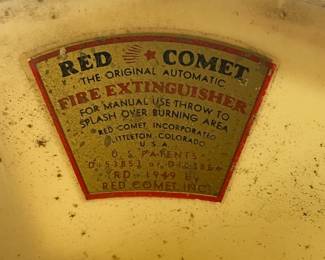 RED COMET
THE ORIGINAL AUTOMATIC
FIRE EXTINGUISHER
FOR MANUAL USE THROW TO
SPLASH OVER BURNING AREA
RED COMET INCORPORATED
LITTLETON, COLORADO
U S A
U. S. PATENTS
1949 BY
RED COMET INC.